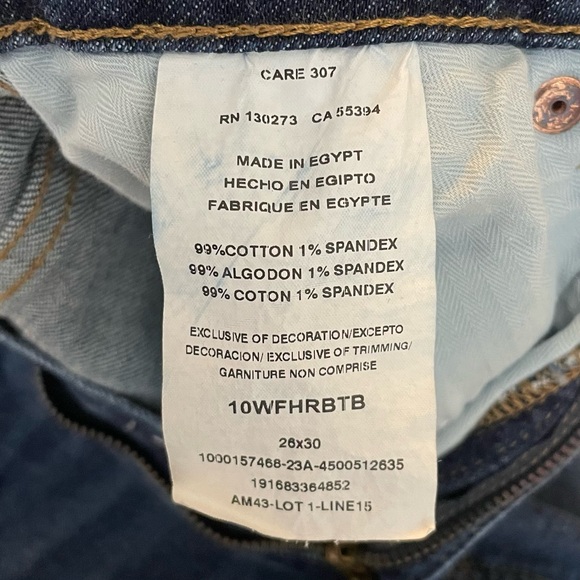 CARE 307
RN 130273 CA 55394
MADE IN EGYPT
HECHO EN EGIPTO
FABRIQUE EN EGYPTE
99%COTTON 1% SPANDEX
99% ALGODON 1% SPANDEX
99% COTON 1% SPANDEX
EXCLUSIVE OF DECORATION/EXCEPTO
DECORACION/ EXCLUSIVE OF TRIMMING/
GARNITURE NON COMPRISE
10WFHRBTB
26x30
1000157468-23A-4500512635
191683364852
AM43-LOT 1-LINE15